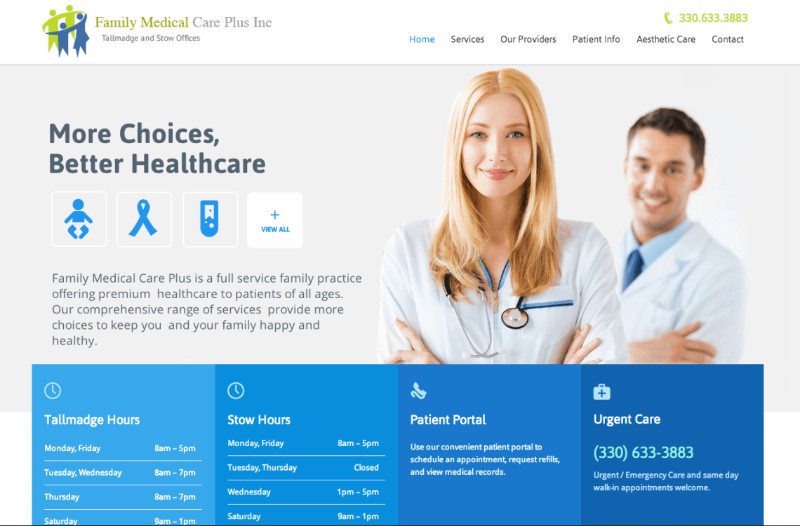 Family Medical Care Plus Inc
Tallmadge and Stow Offices
330.633.3883
Home Services Our Providers Patient Info Aesthetic Care Contact
More Choices,
Better Healthcare
+
VIEW ALL
Family Medical Care Plus is a full service family practice
offering premium healthcare to patients of all ages.
Our comprehensive range of services provide more
choices to keep you and your family happy and
healthy.
Tallmadge Hours
Monday, Friday 8am – 5pm
Tuesday, Wednesday 8am – 7pm
Thursday 8am – 7pm
Saturday 9am – 1pm
Stow Hours
Monday, Friday 8am – 5pm
Tuesday, Thursday Closed
Wednesday 1pm – 5pm
Saturday 9am – 1pm
Patient Portal
Use our convenient patient portal to
schedule an appointment, request refills,
and view medical records.
Urgent Care
(330) 633-3883
Urgent / Emergency Care and same day
walk-in appointments welcome.